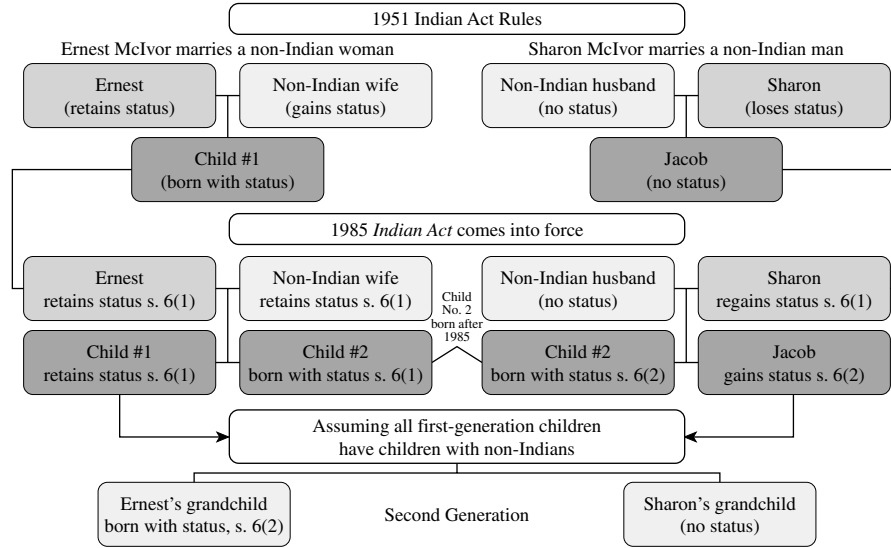 1951 Indian Act Rules
Ernest McIvor marries a non-Indian woman
Sharon McIvor marries a non-Indian man
Ernest
(retains status)
Non-Indian wife
(gains status)
Non-Indian husband
(no status)
Sharon
(loses status)
Child #1
(born with status)
Jacob
(no status)
1985 Indian Act comes into force
Ernest
retains status s. 6(1)
Non-Indian wife
retains status s. 6(1)
Child
No. 2
born after
1985
Non-Indian husband
(no status)
Sharon
regains status s. 6(1)
Child #1
retains status s. 6(1)
Child #2
born with status s. 6(1)
Child #2
born with status s. 6(2)
Jacob
gains status s. 6(2)
Assuming all first-generation children
have children with non-Indians
Ernest’s grandchild
born with status, s. 6(2)
Second Generation
Sharon’s grandchild
(no status)